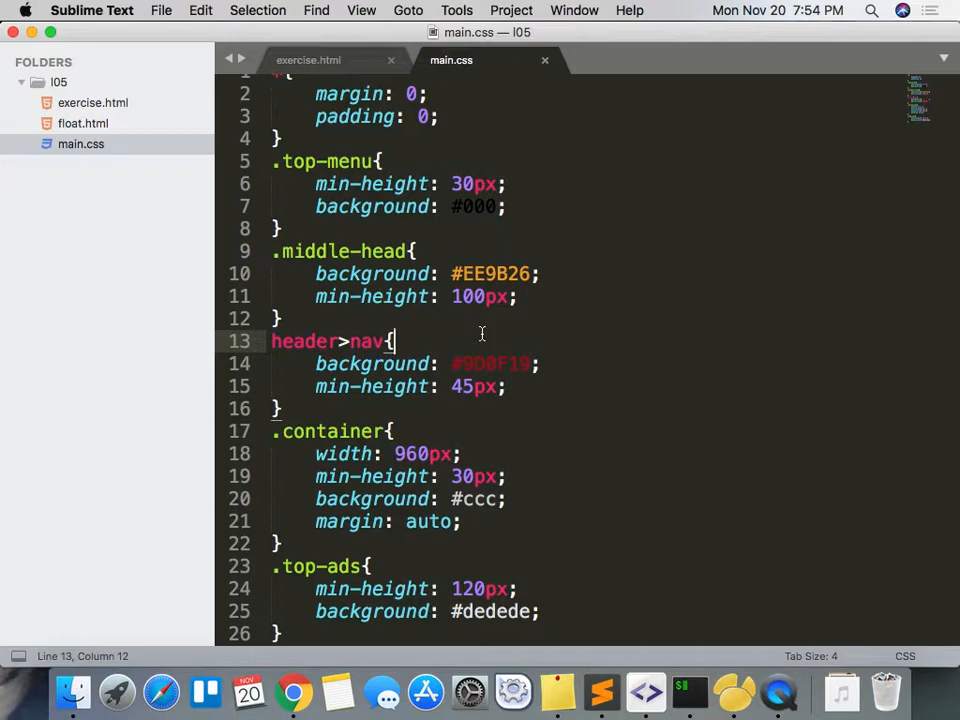 Sublime Text File Edit Selection Find View Goto Tools Project Window Help Mon Nov 20 7:54 PM
main.css — l05
FOLDERS
l05
exercise.html
float.html
main.css
exercise.html ×
main.css ×
2 margin: 0;
3 padding: 0;
4 }
5 .top-menu{
6 min-height: 30px;
7 background: #000;
8 }
9 .middle-head{
10 background: #EE9B26;
11 min-height: 100px;
12 }
13 header>nav{
14 background: #9D0F19;
15 min-height: 45px;
16 }
17 .container{
18 width: 960px;
19 min-height: 30px;
20 background: #ccc;
21 margin: auto;
22 }
23 .top-ads{
24 min-height: 120px;
25 background: #dedede;
26 }
Line 13, Column 12 Tab Size: 4 CSS
NOV
20